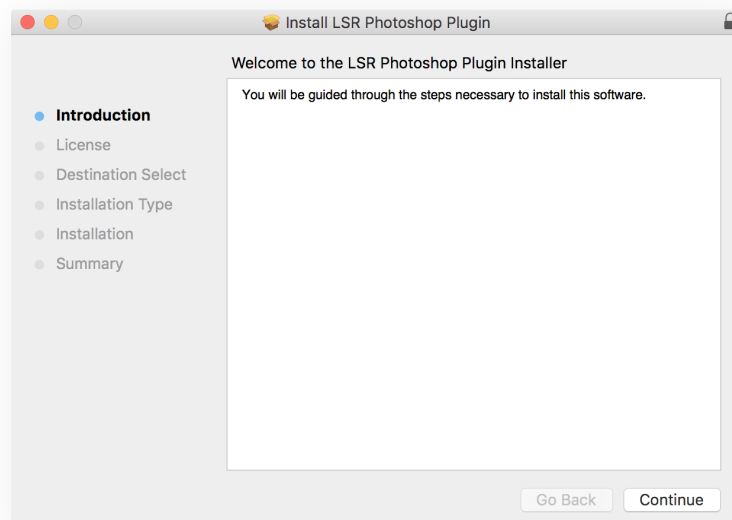 Install LSR Photoshop Plugin
Welcome to the LSR Photoshop Plugin Installer
You will be guided through the steps necessary to install this software.
Introduction
License
Destination Select
Installation Type
Installation
Summary
Go Back
Continue